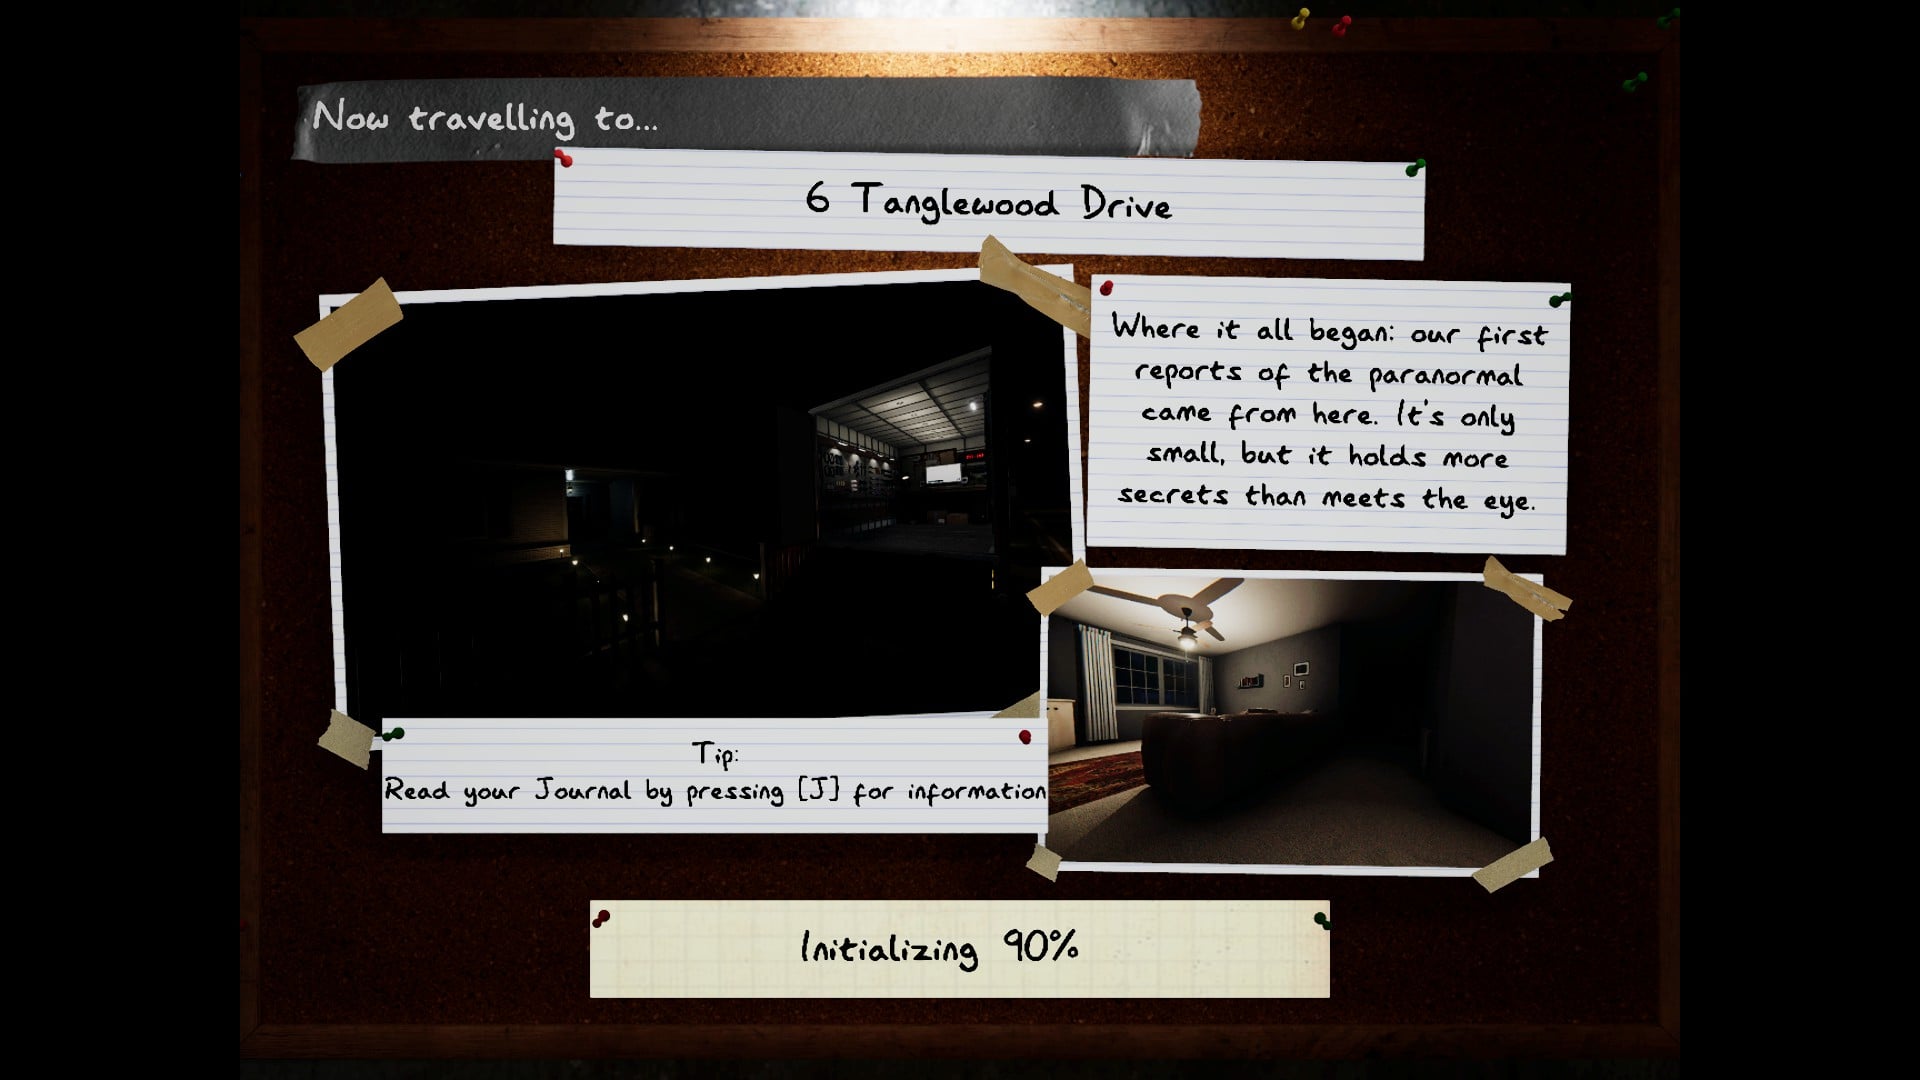 Now travelling to...
6 Tanglewood Drive
Where it all began: our first
reports of the paranormal
came from here. It's only
small, but it holds more
secrets than meets the eye.
Tip:
Read your Journal by pressing [J] for information
Initializing 90%